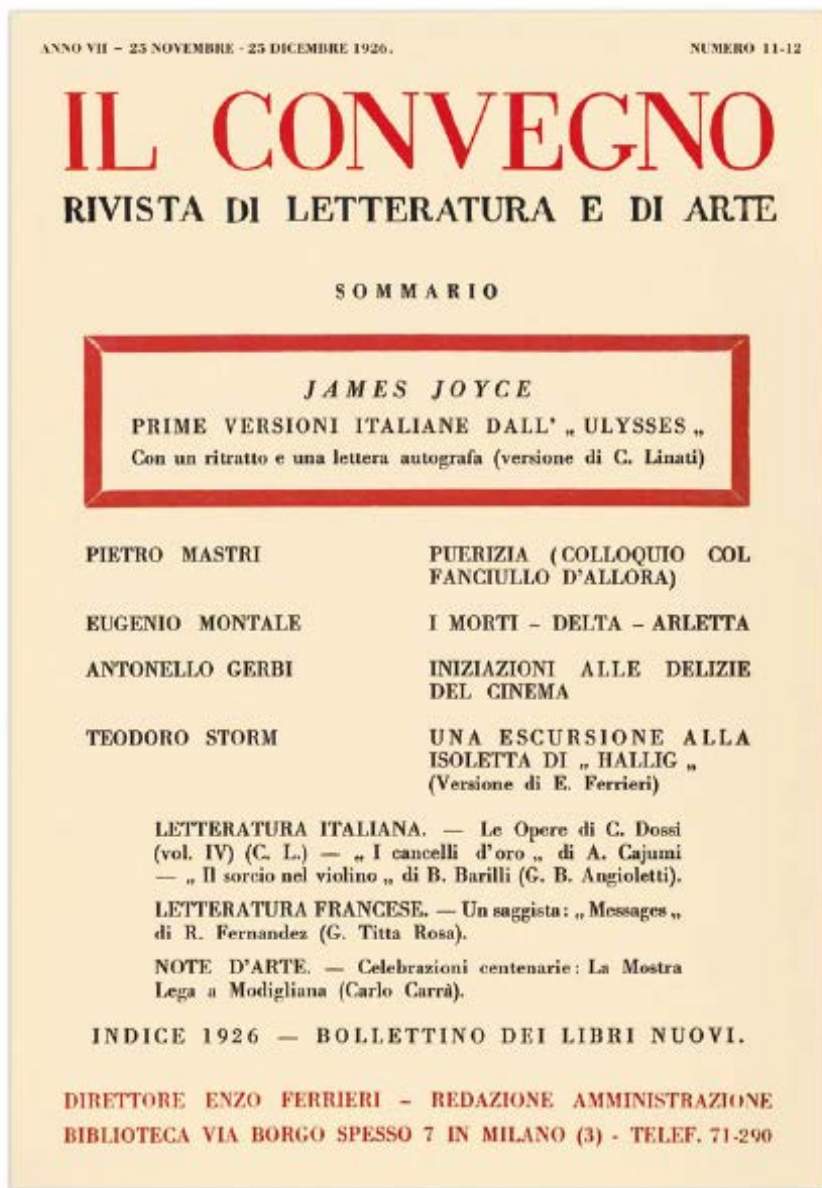 ANNO VII – 25 NOVEMBRE - 25 DICEMBRE 1926.
NUMERO 11-12
IL CONVEGNO
RIVISTA DI LETTERATURA E DI ARTE
SOMMARIO
JAMES JOYCE
PRIME VERSIONI ITALIANE DALL' „ ULYSSES „
Con un ritratto e una lettera autografa (versione di C. Linati)
PIETRO MASTRI
PUERIZIA (COLLOQUIO COL
FANCIULLO D'ALLORA)
EUGENIO MONTALE
I MORTI – DELTA – ARLETTA
ANTONELLO GERBI
INIZIAZIONI ALLE DELIZIE
DEL CINEMA
TEODORO STORM
UNA ESCURSIONE ALLA
ISOLETTA DI „ HALLIG „
(Versione di E. Ferrieri)
LETTERATURA ITALIANA. — Le Opere di C. Dossi
(vol. IV) (C. L.) — „ I cancelli d'oro „ di A. Cajumi
— „ Il sorcio nel violino „ di B. Barilli (G. B. Angioletti).
LETTERATURA FRANCESE. — Un saggista: „ Messages „
di R. Fernandez (G. Titta Rosa).
NOTE D'ARTE. — Celebrazioni centenarie: La Mostra
Lega a Modigliana (Carlo Carrà).
INDICE 1926 — BOLLETTINO DEI LIBRI NUOVI.
DIRETTORE ENZO FERRIERI – REDAZIONE AMMINISTRAZIONE
BIBLIOTECA VIA BORGO SPESSO 7 IN MILANO (3) - TELEF. 71-290